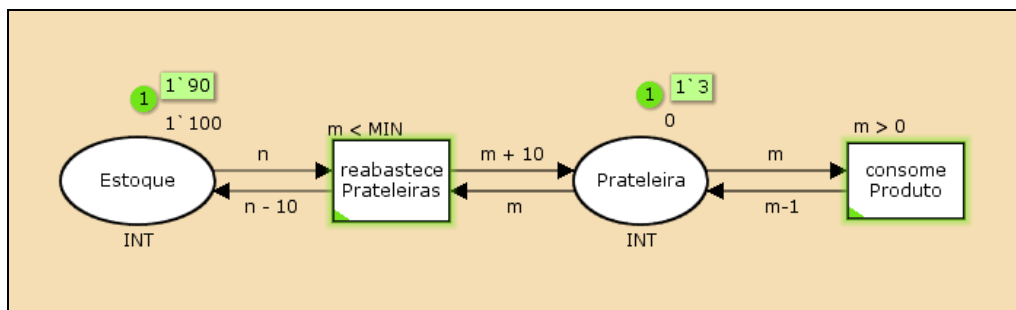 1
1`90
1`100
Estoque
INT
n
n - 10
m < MIN
reabastece
Prateleiras
m + 10
m
1
1`3
0
Prateleira
INT
m
m-1
m > 0
consome
Produto